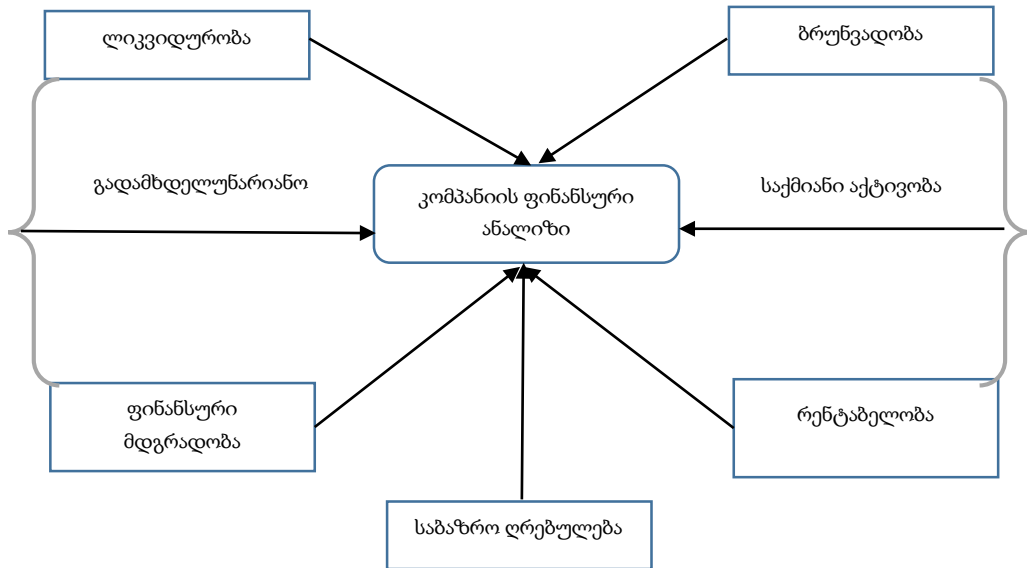 ლიკვიდურობა
ბრუნვადობა
გადამხდელუნარიანო
საქმიანი აქტივობა
კომპანიის ფინანსური
ანალიზი
ფინანსური
მდგრადობა
რენტაბელობა
საბაზრო ღრებულება